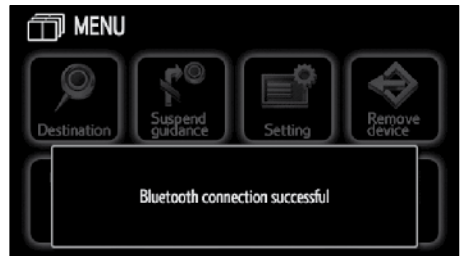 MENU
Destination
Suspend
guidance
Setting
Remove
device
Bluetooth connection successful